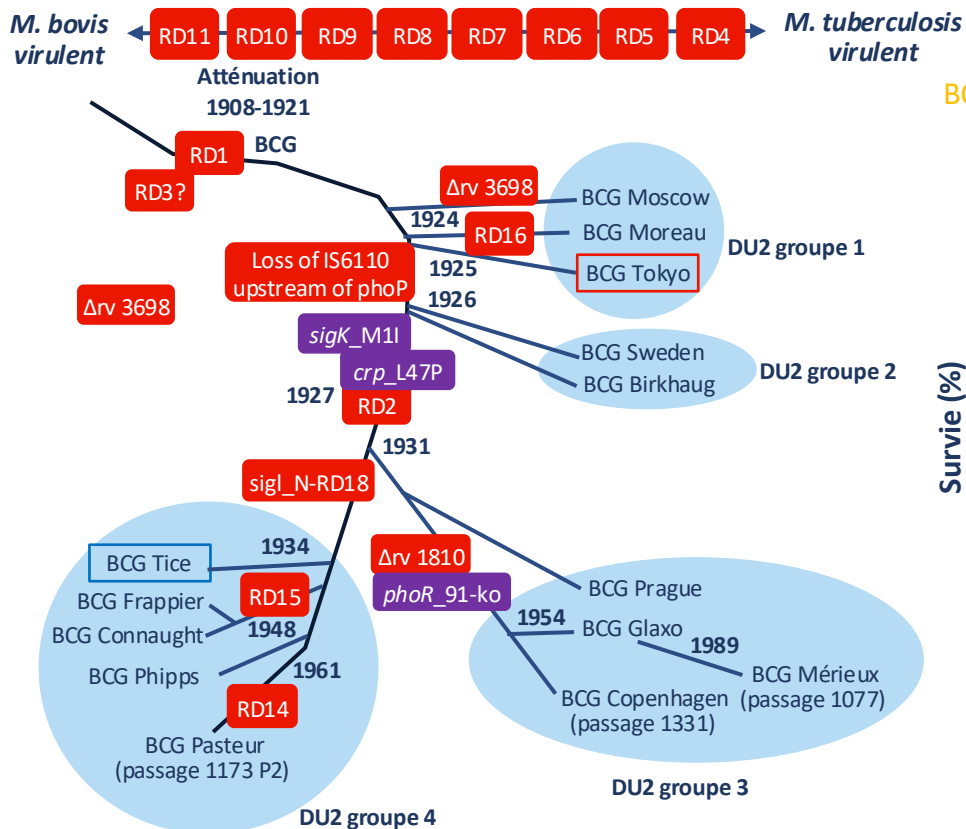 M. bovis
virulent
RD11
RD10
RD9
RD8
RD7
RD6
RD5
RD4
M. tuberculosis
virulent
Atténuation
1908-1921
BCG
RD1
RD3?
Δrv 3698
BCG Moscow
1924
RD16
BCG Moreau
DU2 groupe 1
Loss of IS6110
upstream of phoP
1925
BCG Tokyo
1926
Δrv 3698
sigK_M1I
BCG Sweden
crp_L47P
BCG Birkhaug
DU2 groupe 2
1927
RD2
Survie (%)
1931
sigI_N-RD18
1934
BCG Tice
Δrv 1810
RD15
phoR_91-ko
BCG Prague
BCG Frappier
1948
1954
BCG Glaxo
BCG Connaught
1989
BCG Phipps
1961
BCG Mérieux
(passage 1077)
RD14
BCG Copenhagen
(passage 1331)
BCG Pasteur
(passage 1173 P2)
DU2 groupe 3
DU2 groupe 4